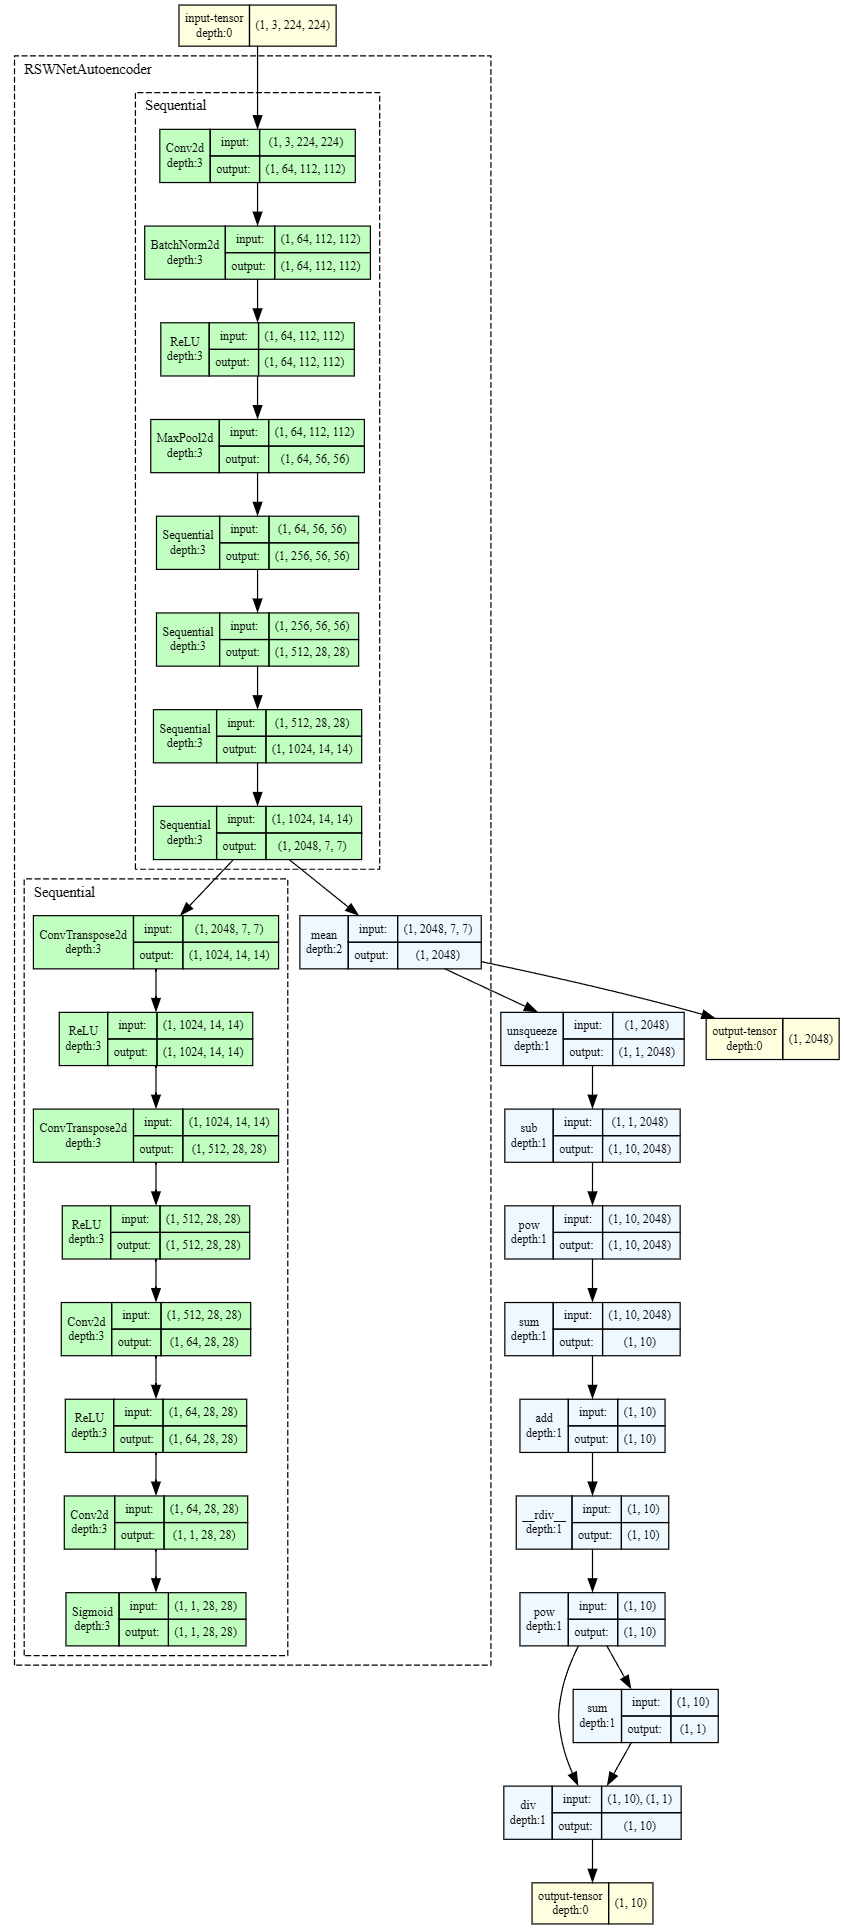 input-tensor
depth:0
(1, 3, 224, 224)
RSWNetAutoencoder
Sequential
Conv2d
depth:3
input:
(1, 3, 224, 224)
output:
(1, 64, 112, 112)
BatchNorm2d
depth:3
input:
(1, 64, 112, 112)
output:
(1, 64, 112, 112)
ReLU
depth:3
input:
(1, 64, 112, 112)
output:
(1, 64, 112, 112)
MaxPool2d
depth:3
input:
(1, 64, 112, 112)
output:
(1, 64, 56, 56)
Sequential
depth:3
input:
(1, 64, 56, 56)
output:
(1, 256, 56, 56)
Sequential
depth:3
input:
(1, 256, 56, 56)
output:
(1, 512, 28, 28)
Sequential
depth:3
input:
(1, 512, 28, 28)
output:
(1, 1024, 14, 14)
Sequential
depth:3
input:
(1, 1024, 14, 14)
output:
(1, 2048, 7, 7)
Sequential
ConvTranspose2d
depth:3
input:
(1, 2048, 7, 7)
output:
(1, 1024, 14, 14)
ReLU
depth:3
input:
(1, 1024, 14, 14)
output:
(1, 1024, 14, 14)
ConvTranspose2d
depth:3
input:
(1, 1024, 14, 14)
output:
(1, 512, 28, 28)
ReLU
depth:3
input:
(1, 512, 28, 28)
output:
(1, 512, 28, 28)
Conv2d
depth:3
input:
(1, 512, 28, 28)
output:
(1, 64, 28, 28)
ReLU
depth:3
input:
(1, 64, 28, 28)
output:
(1, 64, 28, 28)
Conv2d
depth:3
input:
(1, 64, 28, 28)
output:
(1, 1, 28, 28)
Sigmoid
depth:3
input:
(1, 1, 28, 28)
output:
(1, 1, 28, 28)
mean
depth:2
input:
(1, 2048, 7, 7)
output:
(1, 2048)
unsqueeze
depth:1
input:
(1, 2048)
output:
(1, 1, 2048)
output-tensor
depth:0
(1, 2048)
sub
depth:1
input:
(1, 1, 2048)
output:
(1, 10, 2048)
pow
depth:1
input:
(1, 10, 2048)
output:
(1, 10, 2048)
sum
depth:1
input:
(1, 10, 2048)
output:
(1, 10)
add
depth:1
input:
(1, 10)
output:
(1, 10)
__rdiv__
depth:1
input:
(1, 10)
output:
(1, 10)
pow
depth:1
input:
(1, 10)
output:
(1, 10)
sum
depth:1
input:
(1, 10)
output:
(1, 1)
div
depth:1
input:
(1, 10), (1, 1)
output:
(1, 10)
output-tensor
depth:0
(1, 10)